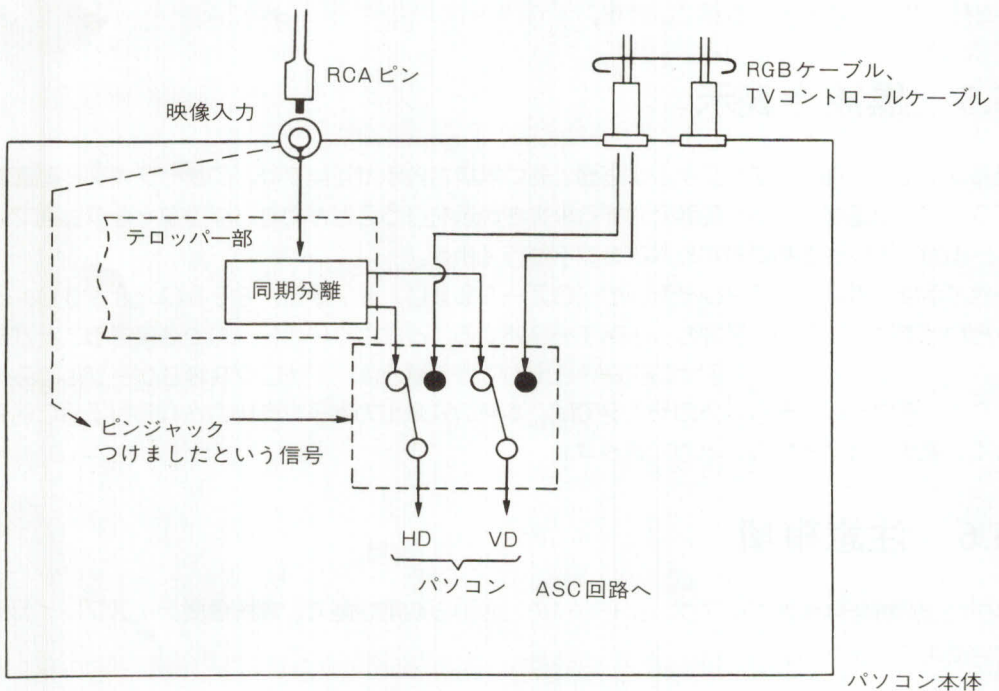 RCAピン
RGBケーブル、
TVコントロールケーブル
映像入力
テロッパー部
同期分離
ピンジャック
つけましたという信号
HD VD
パソコン ASC回路へ
パソコン本体